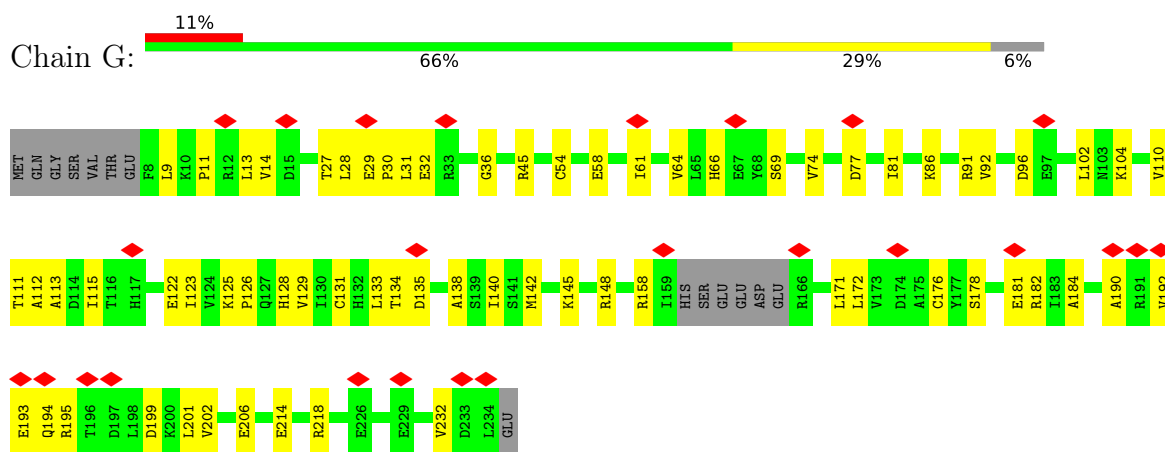 11%
Chain G:
66% 29% 6%
MET GLN GLY SER VAL THR GLU F8 L9 K10 P11 R12 L13 V14 D15 T27 L28 E29 P30 L31 E32 R33 G36 R45 C54 E58 I61 V64 L65 H66 E67 Y68 S69 V74 D77 I81 K86 R91 V92 D96 E97 L102 N103 K104 V110
T111 A112 A113 D114 I115 T116 H117 E122 I123 V124 K125 P126 Q127 H128 V129 I130 C131 H132 L133 T134 D135 A138 S139 I140 S141 M142 K145 R148 R158 I159 HIS SER GLU GLU ASP GLU R166 L171 L172 V173 D174 A175 C176 Y177 S178 E181 R182 I183 A184 A190 R191 V192
E193 Q194 R195 T196 D197 L198 D199 K200 L201 V202 E206 E214 R218 E226 E229 V232 D233 L234 GLU